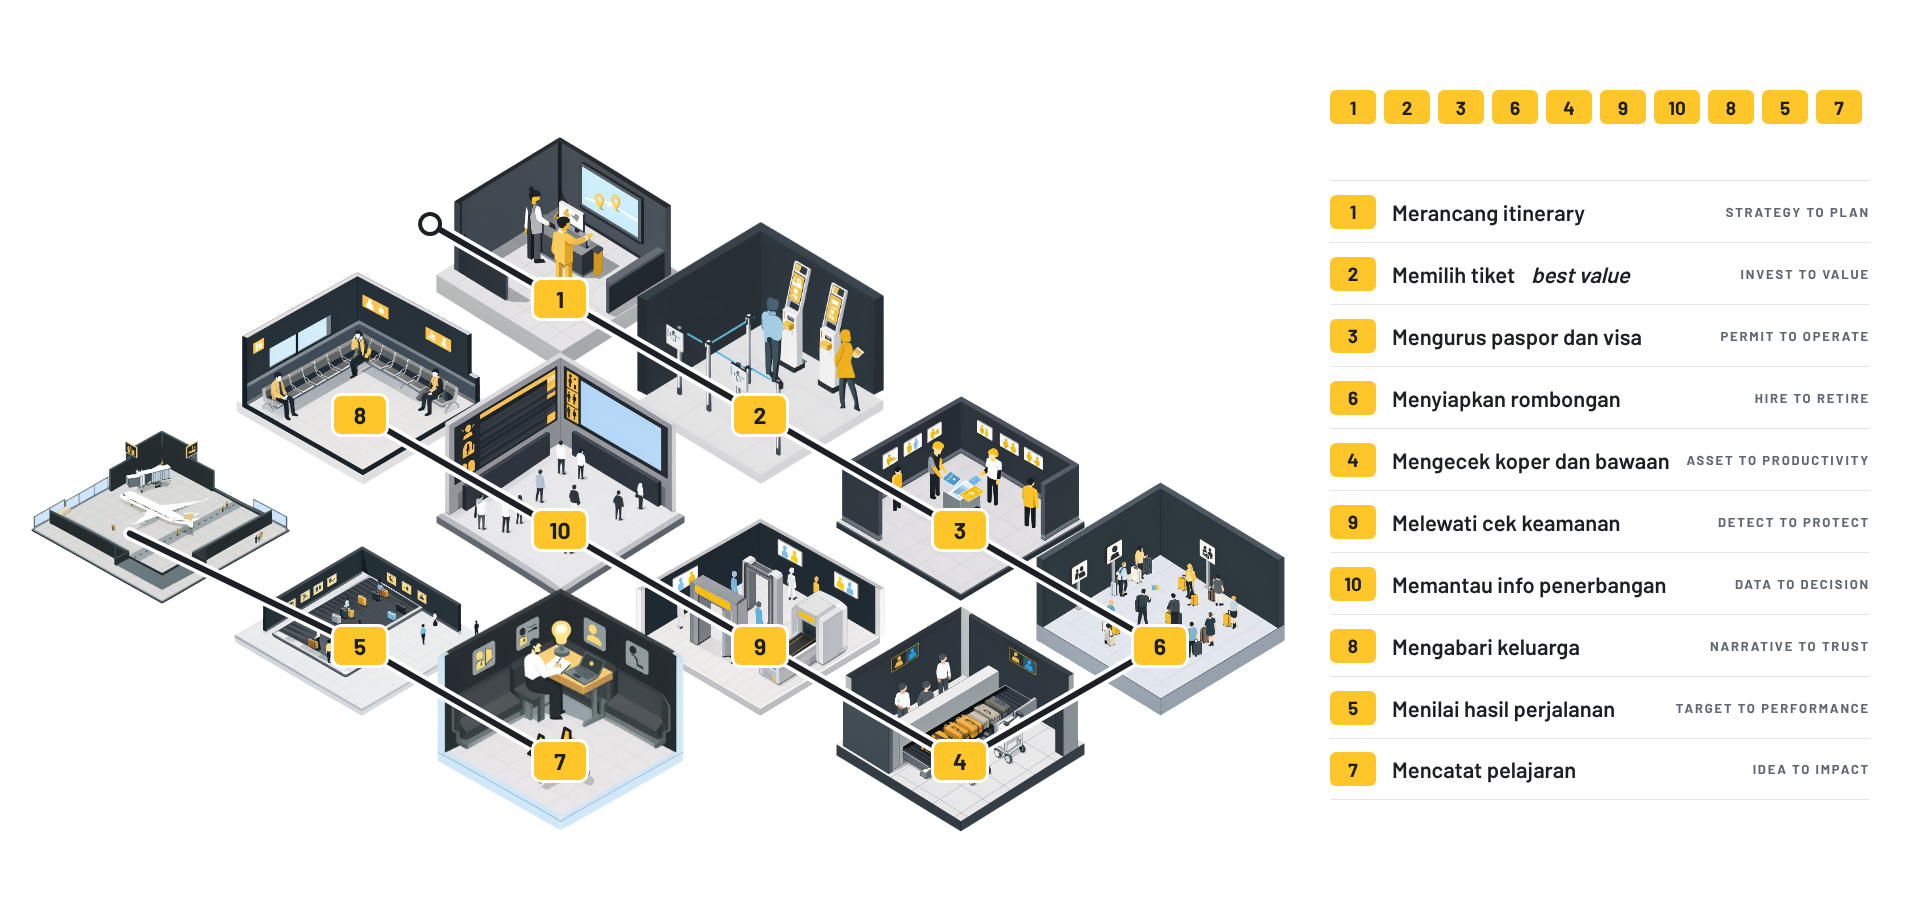 1 2 3 6 4 9 10 8 5 7
1 Merancang itinerary STRATEGY TO PLAN
2 Memilih tiket best value INVEST TO VALUE
3 Mengurus paspor dan visa PERMIT TO OPERATE
6 Menyiapkan rombongan HIRE TO RETIRE
4 Mengecek koper dan bawaan ASSET TO PRODUCTIVITY
9 Melewati cek keamanan DETECT TO PROTECT
10 Memantau info penerbangan DATA TO DECISION
8 Mengabari keluarga NARRATIVE TO TRUST
5 Menilai hasil perjalanan TARGET TO PERFORMANCE
7 Mencatat pelajaran IDEA TO IMPACT
1
2
8
10
3
5
9
6
7
4